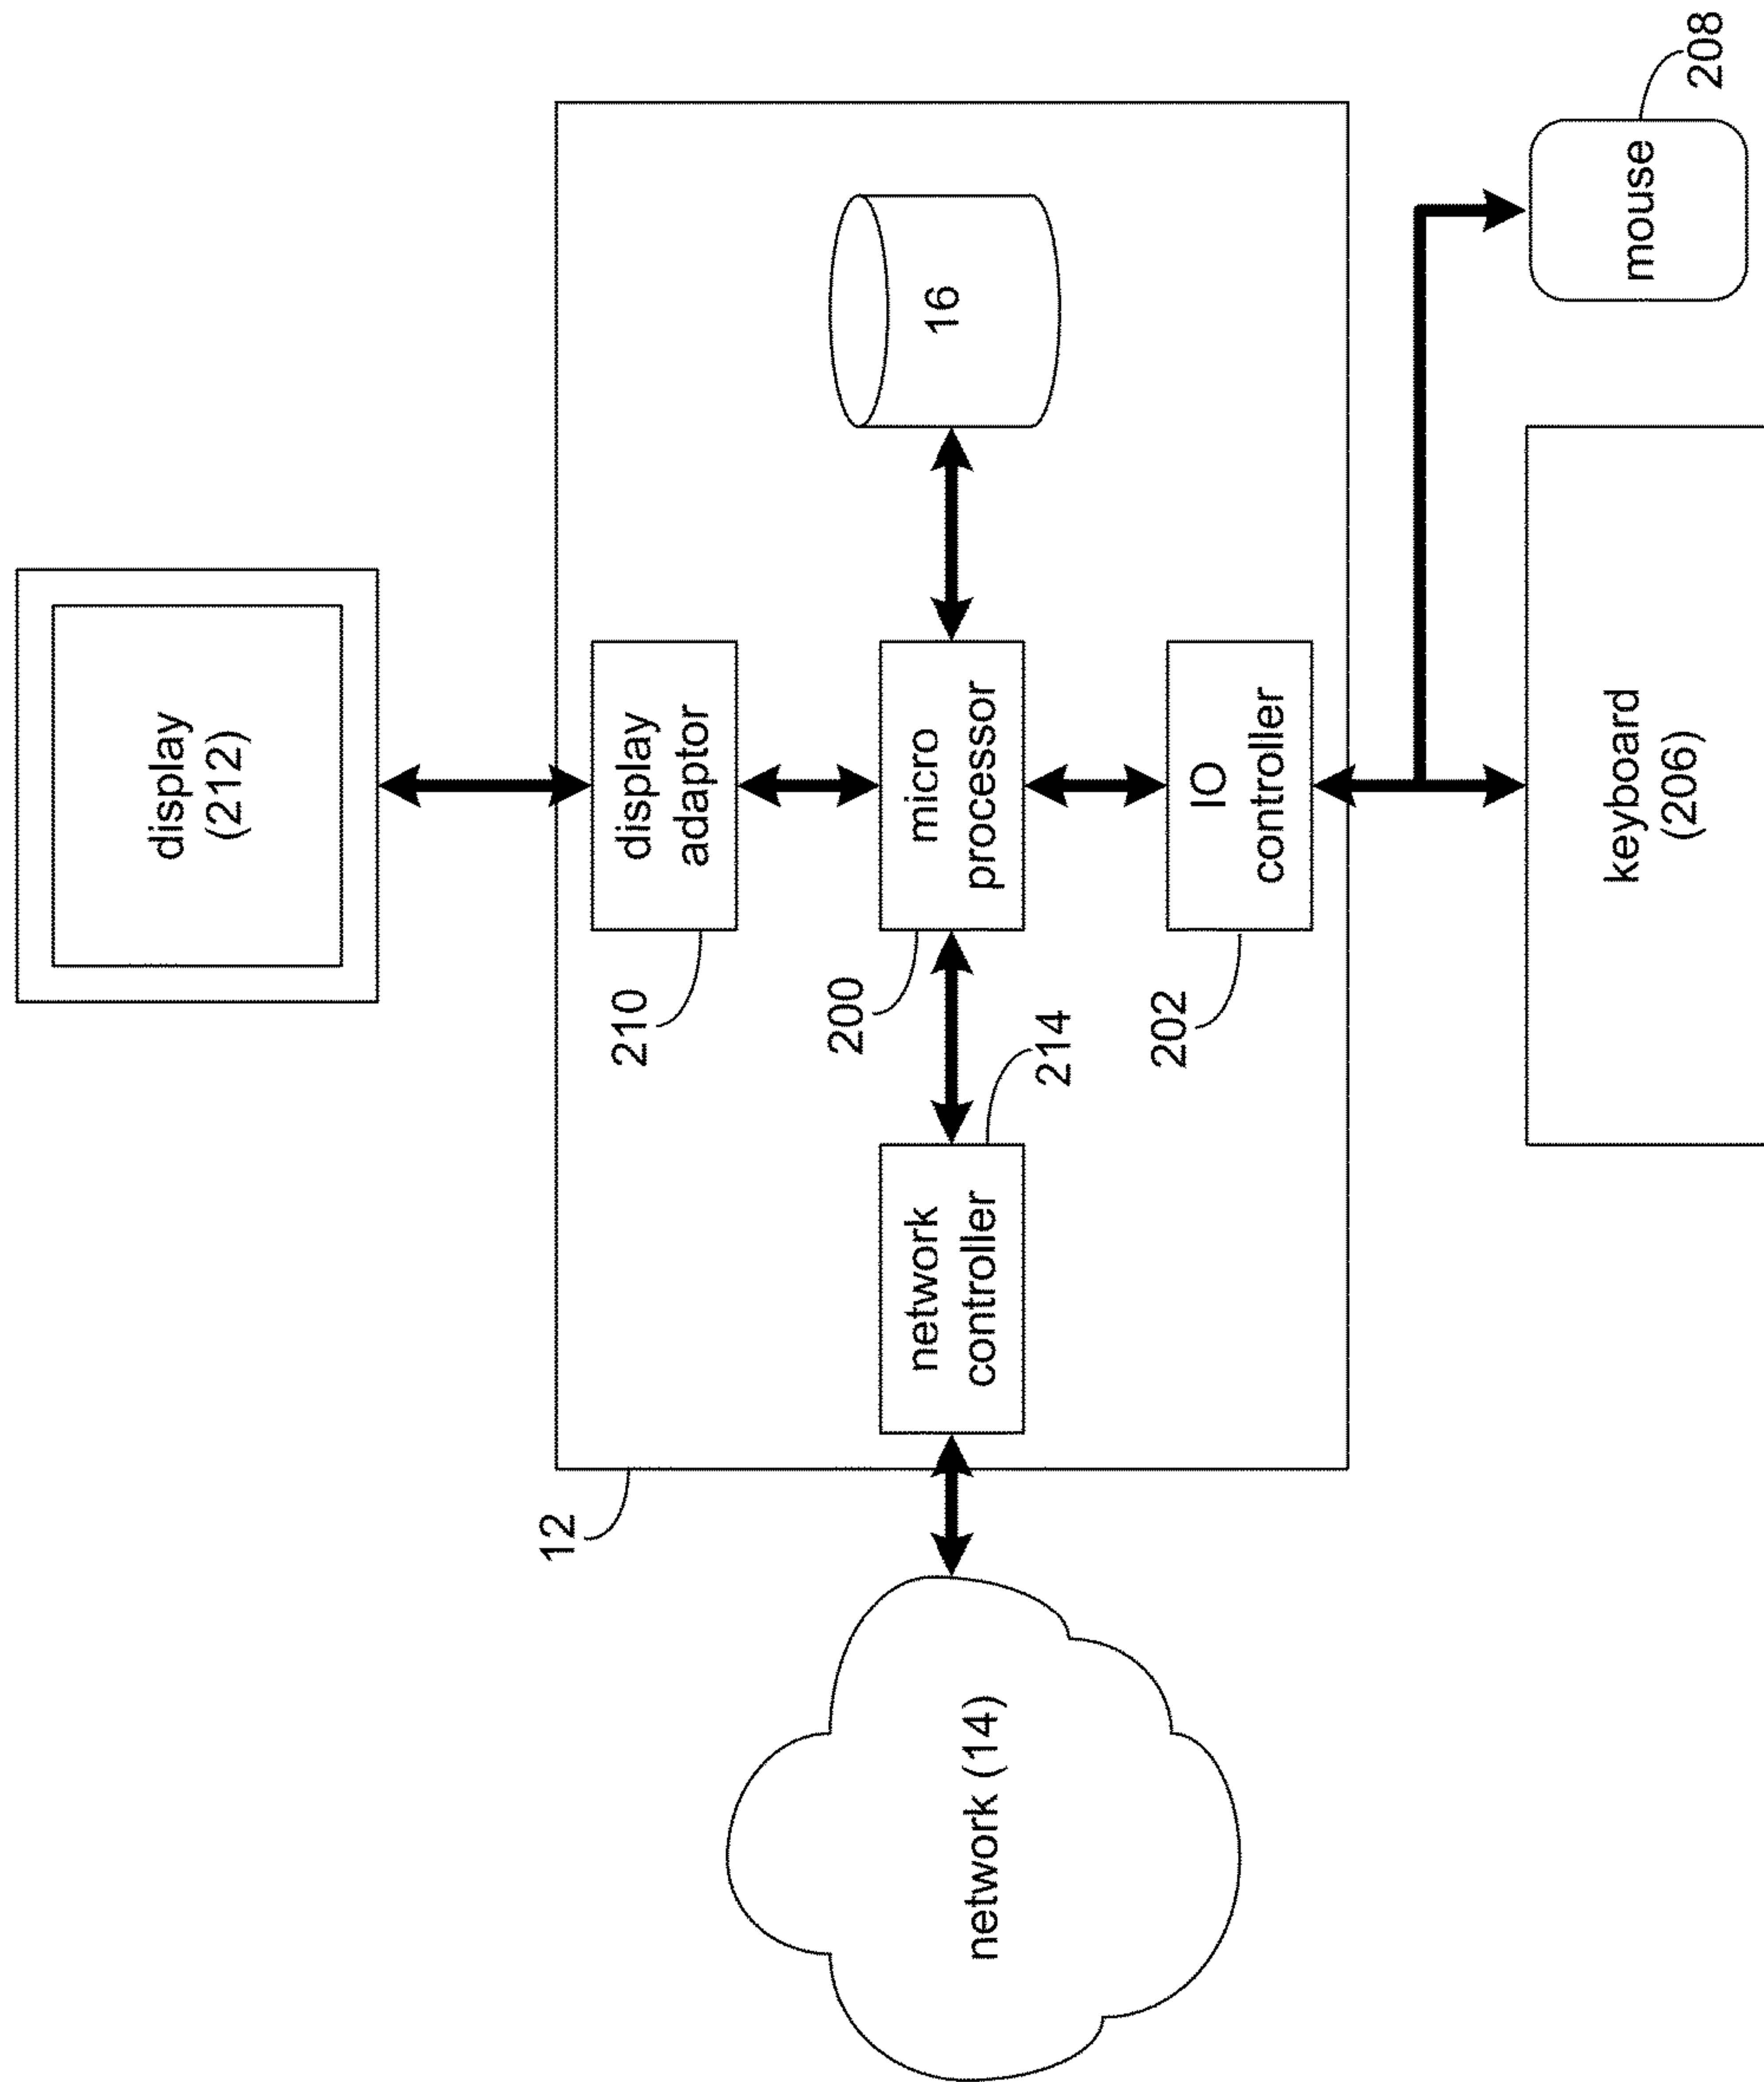 display
(212)
210
display
adaptor
200
micro
processor
16
12
network
controller
214
202
IO
controller
network (14)
keyboard
(206)
mouse
208